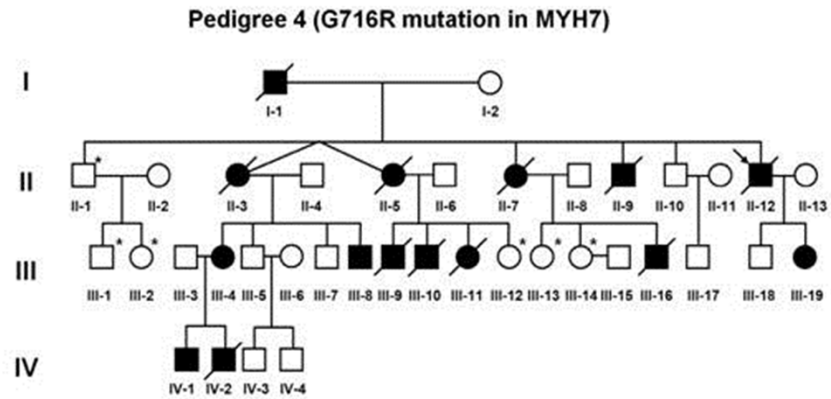 Pedigree 4 (G716R mutation in MYH7)
I
I-1 I-2
*
II
II-1 II-2 II-3 II-4 II-5 II-6 II-7 II-8 II-9 II-10 II-11 II-12 II-13
* * * * *
III
III-1 III-2 III-3 III-4 III-5 III-6 III-7 III-8 III-9 III-10 III-11 III-12 III-13 III-14 III-15 III-16 III-17 III-18 III-19
IV
IV-1 IV-2 IV-3 IV-4